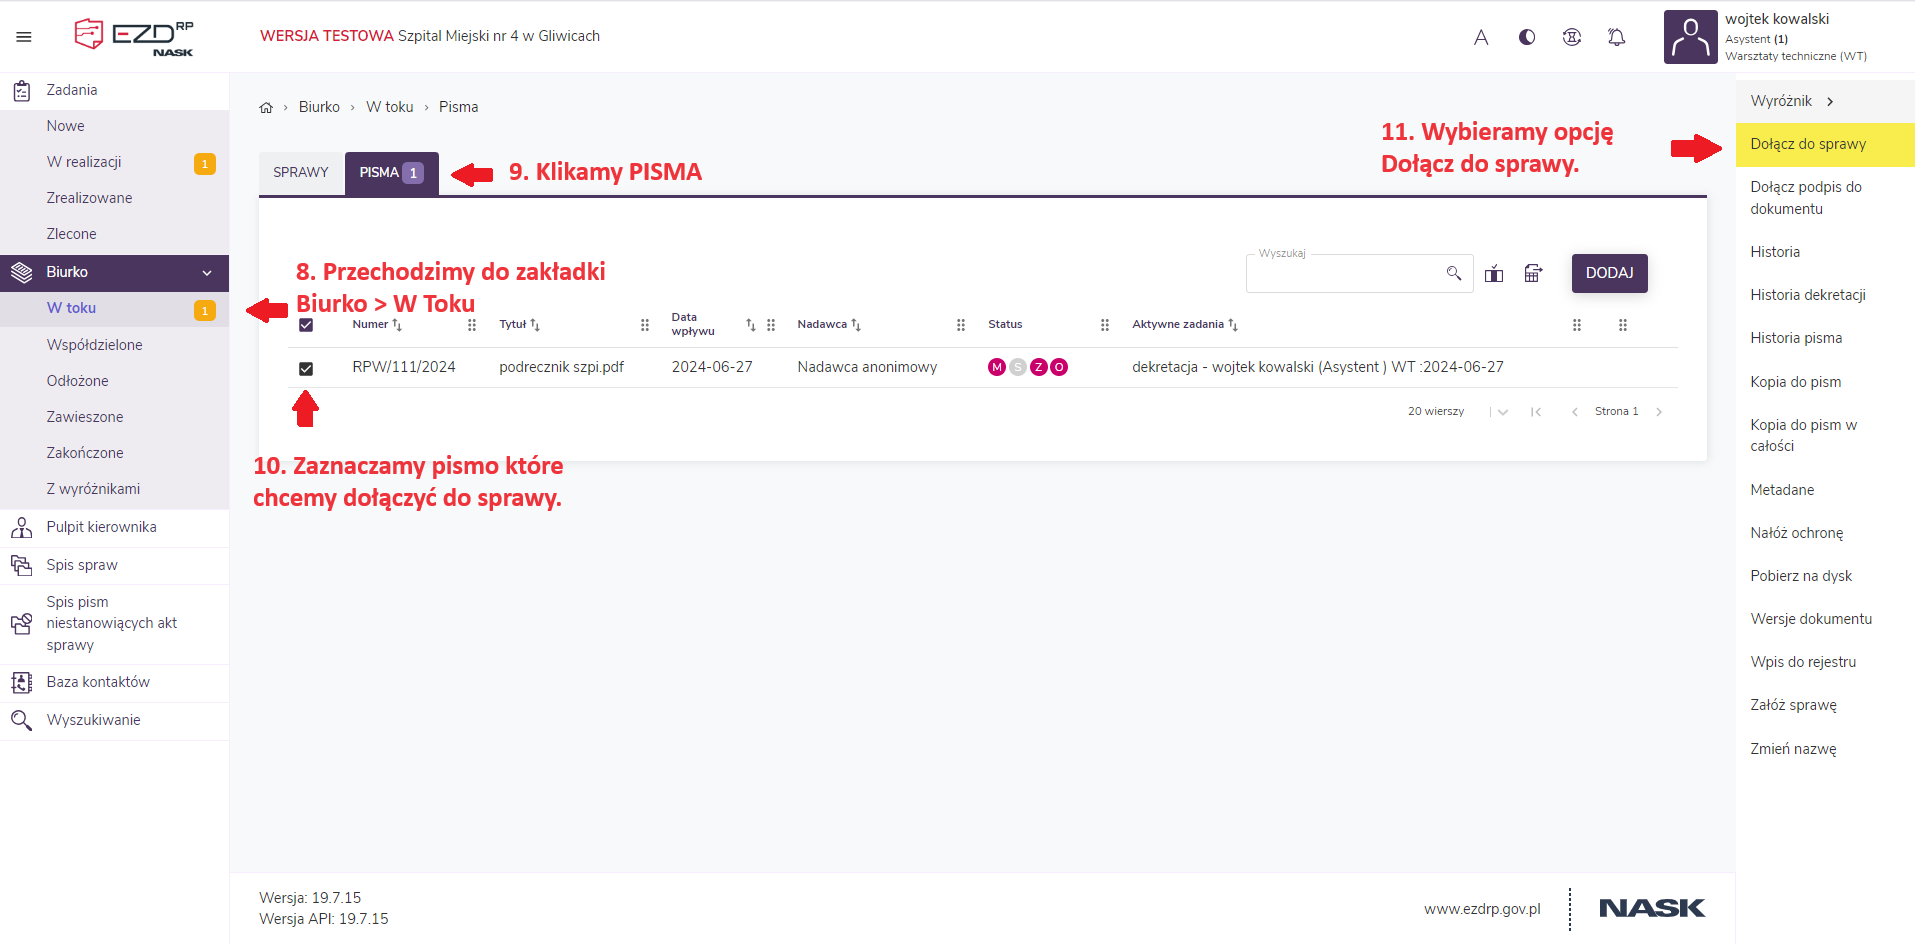 EZD RP
NASK
WERSJA TESTOWA Szpital Miejski nr 4 w Gliwicach
A
wojtek kowalski
Asystent (1)
Warsztaty techniczne (WT)
Zadania
Nowe
W realizacji 1
Zrealizowane
Zlecone
Biurko
W toku 1
Współdzielone
Odłożone
Zawieszone
Zakończone
Z wyróżnikami
Pulpit kierownika
Spis spraw
Spis pism
niestanowiących akt
sprawy
Baza kontaktów
Wyszukiwanie
Biurko › W toku › Pisma
SPRAWY
PISMA 1
9. Klikamy PISMA
11. Wybieramy opcję
Dołącz do sprawy.
8. Przechodzimy do zakładki
Biurko > W Toku
Wyszukaj
DODAJ
Numer
Tytuł
Data
wpływu
Nadawca
Status
Aktywne zadania
RPW/111/2024
podrecznik szpi.pdf
2024-06-27
Nadawca anonimowy
M S Z O
dekretacja - wojtek kowalski (Asystent ) WT :2024-06-27
20 wierszy
Strona 1
10. Zaznaczamy pismo które
chcemy dołączyć do sprawy.
Wyróżnik
Dołącz do sprawy
Dołącz podpis do
dokumentu
Historia
Historia dekretacji
Historia pisma
Kopia do pism
Kopia do pism w
całości
Metadane
Nałóż ochronę
Pobierz na dysk
Wersje dokumentu
Wpis do rejestru
Załóż sprawę
Zmień nazwę
Wersja: 19.7.15
Wersja API: 19.7.15
www.ezdrp.gov.pl
NASK